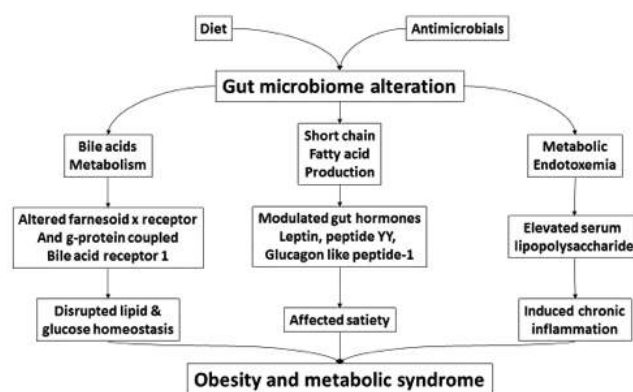 Diet
Antimicrobials
Gut microbiome alteration
Bile acids
Metabolism
Short chain
Fatty acid
Production
Metabolic
Endotoxemia
Altered farnesoid x receptor
And g-protein coupled
Bile acid receptor 1
Modulated gut hormones
Leptin, peptide YY,
Glucagon like peptide-1
Elevated serum
lipopolysaccharide
Disrupted lipid &
glucose homeostasis
Affected satiety
Induced chronic
inflammation
Obesity and metabolic syndrome